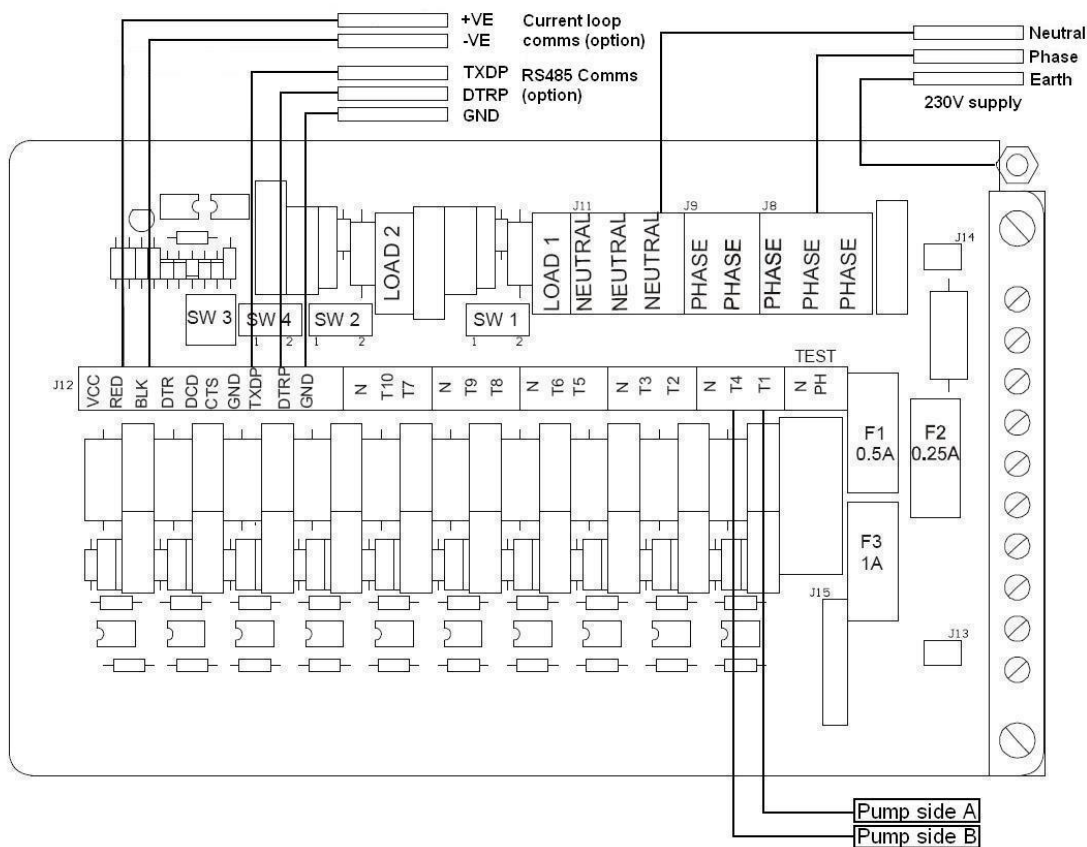 +VE Current loop
-VE comms (option)
TXDP RS485 Comms
DTRP (option)
GND
Neutral
Phase
Earth
230V supply
J11 J9 J8 J14
LOAD 2
LOAD 1
NEUTRAL
NEUTRAL
NEUTRAL
PHASE
PHASE
PHASE
PHASE
PHASE
SW 3 SW 4 SW 2 SW 1
1 2 1 2 1 2
TEST
J12 VCC RED BLK DTR DCD CTS GND TXDP DTRP GND N T10 T7 N T9 T8 N T6 T5 N T3 T2 N T4 T1 N PH
F1
0.5A
F2
0.25A
F3
1A
J15
J13
Pump side A
Pump side B